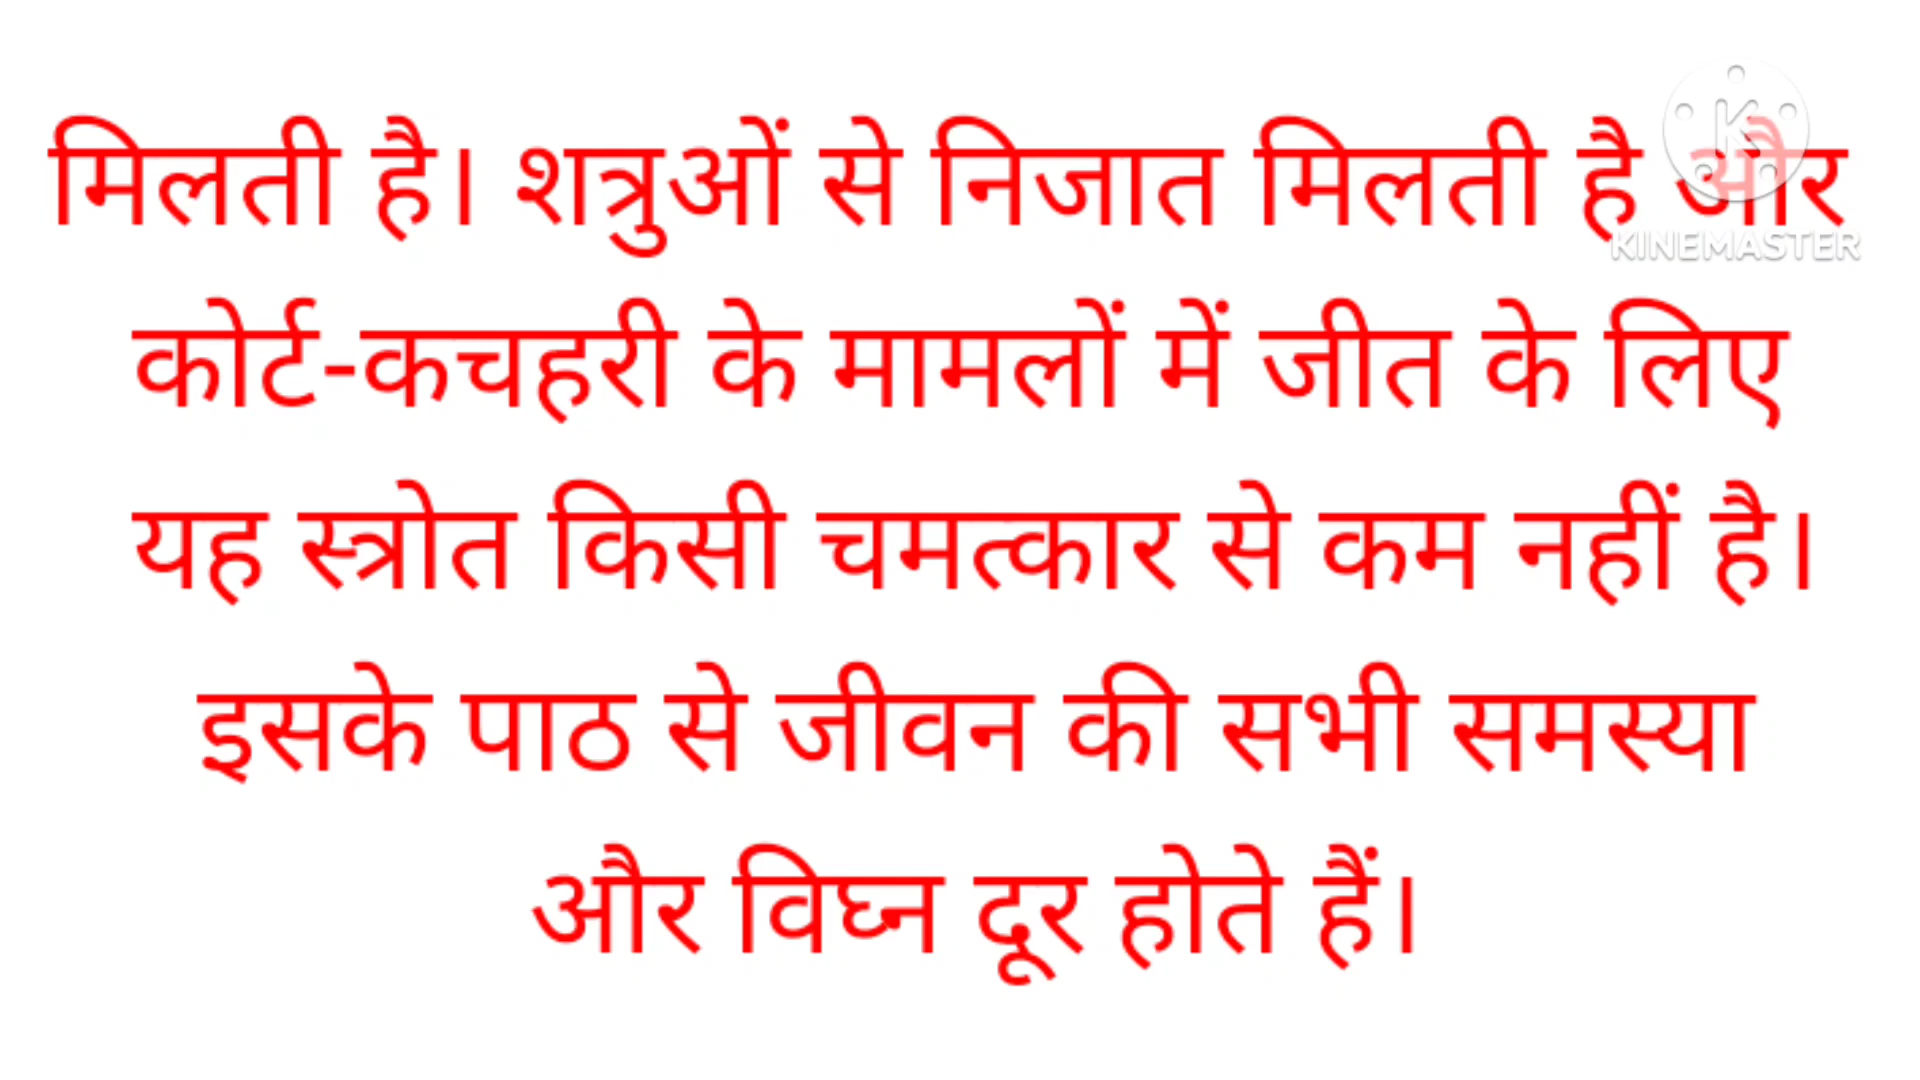 मिलती है। शत्रुओं से निजात मिलती है और
KINEMASTER
कोर्ट-कचहरी के मामलों में जीत के लिए
यह स्त्रोत किसी चमत्कार से कम नहीं है।
इसके पाठ से जीवन की सभी समस्या
और विघ्न दूर होते हैं।